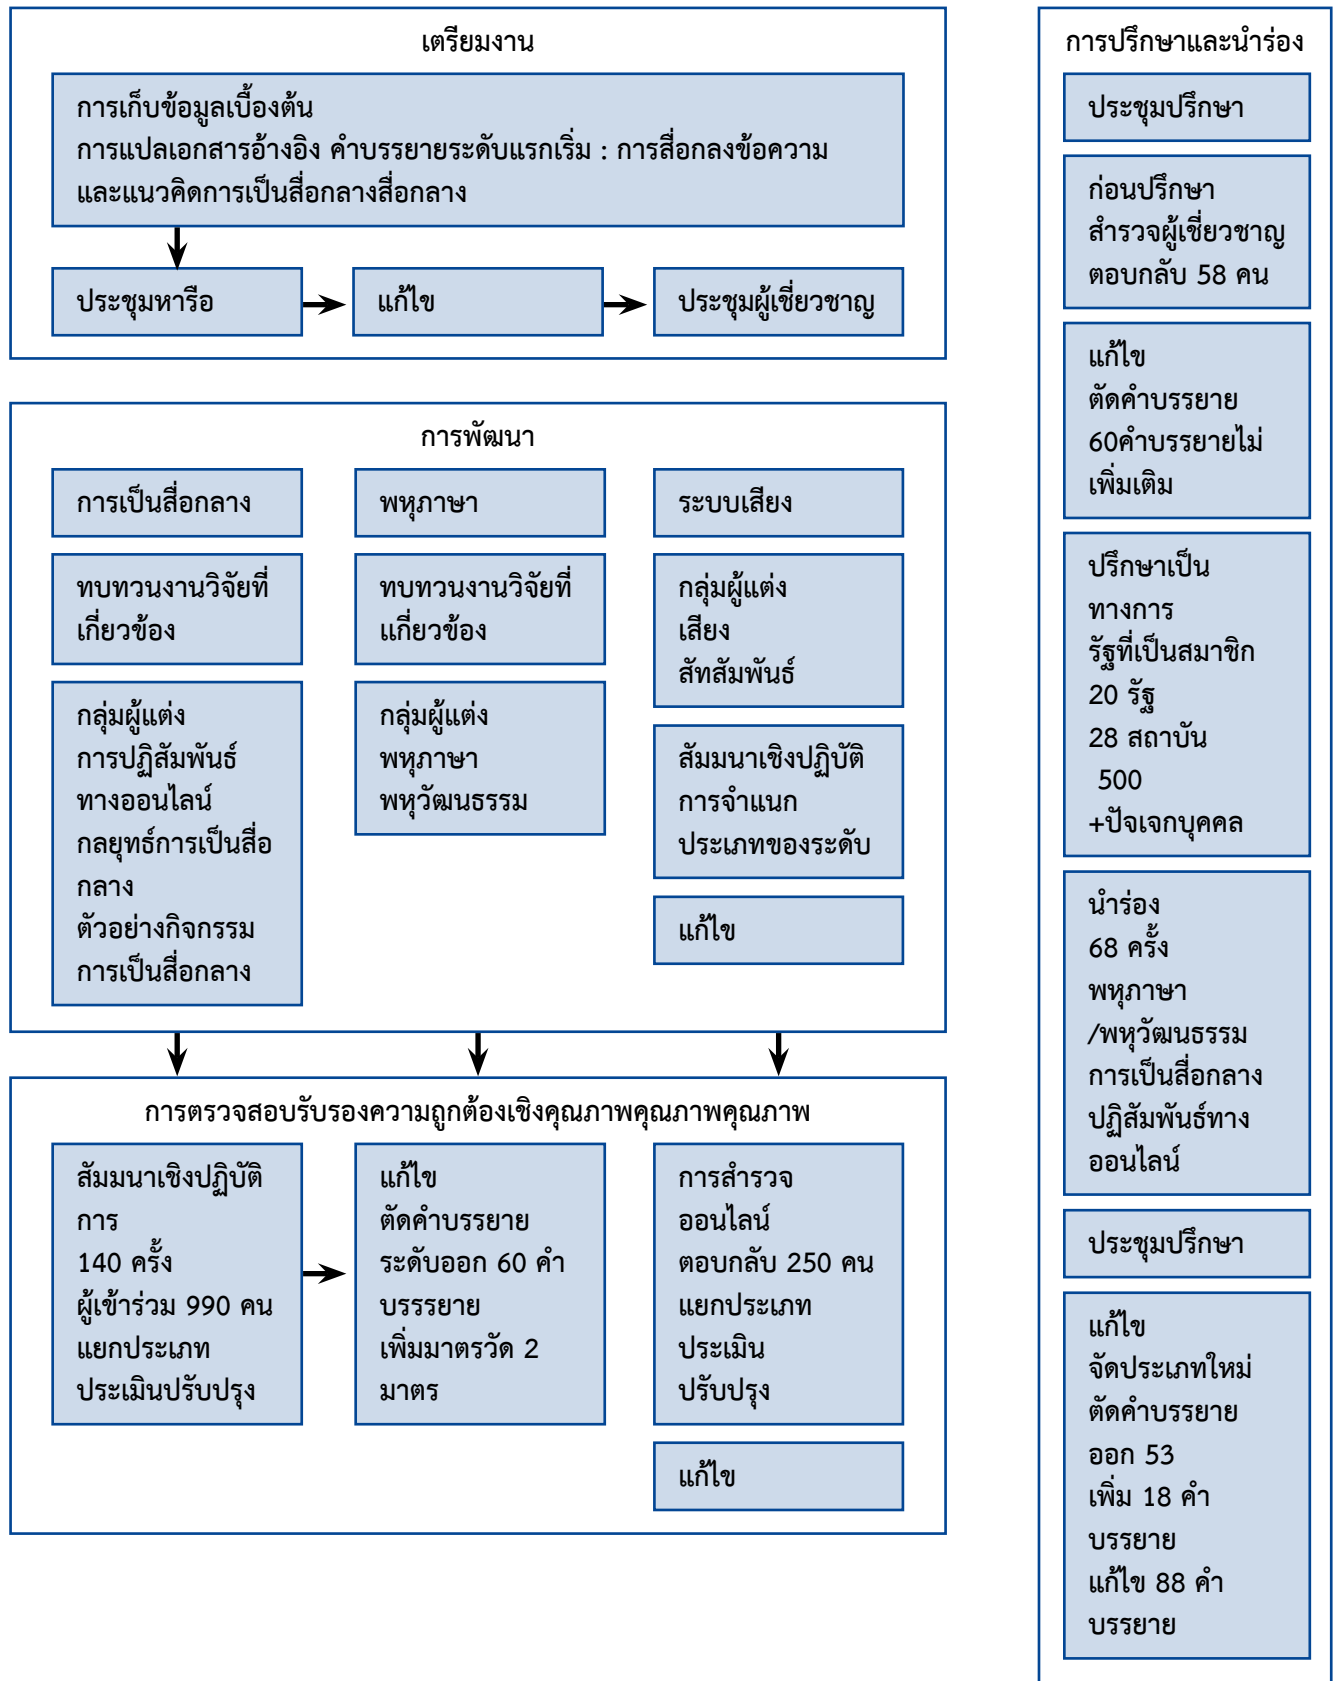 เตรียมงาน
การเก็บข้อมูลเบื้องต้น
การแปลเอกสารอ้างอิง คำบรรยายระดับแรกเริ่ม : การสื่อกลงข้อความ
และแนวคิดการเป็นสื่อกลางสื่อกลาง
ประชุมหารือ
แก้ไข
ประชุมผู้เชี่ยวชาญ
การพัฒนา
การเป็นสื่อกลาง
ทบทวนงานวิจัยที่
เกี่ยวข้อง
กลุ่มผู้แต่ง
การปฏิสัมพันธ์
ทางออนไลน์
กลยุทธ์การเป็นสื่อ
กลาง
ตัวอย่างกิจกรรม
การเป็นสื่อกลาง
พหุภาษา
ทบทวนงานวิจัยที่
แกี่ยวข้อง
กลุ่มผู้แต่ง
พหุภาษา
พหุวัฒนธรรม
ระบบเสียง
กลุ่มผู้แต่ง
เสียง
สัทสัมพันธ์
สัมมนาเชิงปฏิบัติ
การจำแนก
ประเภทของระดับ
แก้ไข
การตรวจสอบรับรองความถูกต้องเชิงคุณภาพคุณภาพคุณภาพ
สัมมนาเชิงปฏิบัติ
การ
140 ครั้ง
ผู้เข้าร่วม 990 คน
แยกประเภท
ประเมินปรับปรุง
แก้ไข
ตัดคำบรรยาย
ระดับออก 60 คำ
บรรรยาย
เพิ่มมาตรวัด 2
มาตร
การสำรวจ
ออนไลน์
ตอบกลับ 250 คน
แยกประเภท
ประเมิน
ปรับปรุง
แก้ไข
การปรึกษาและนำร่อง
ประชุมปรึกษา
ก่อนปรึกษา
สำรวจผู้เชี่ยวชาญ
ตอบกลับ 58 คน
แก้ไข
ตัดคำบรรยาย
60คำบรรยายไม่
เพิ่มเติม
ปรึกษาเป็น
ทางการ
รัฐที่เป็นสมาชิก
20 รัฐ
28 สถาบัน
500
+ปัจเจกบุคคล
นำร่อง
68 ครั้ง
พหุภาษา
/พหุวัฒนธรรม
การเป็นสื่อกลาง
ปฏิสัมพันธ์ทาง
ออนไลน์
ประชุมปรึกษา
แก้ไข
จัดประเภทใหม่
ตัดคำบรรยาย
ออก 53
เพิ่ม 18 คำ
บรรยาย
แก้ไข 88 คำ
บรรยาย